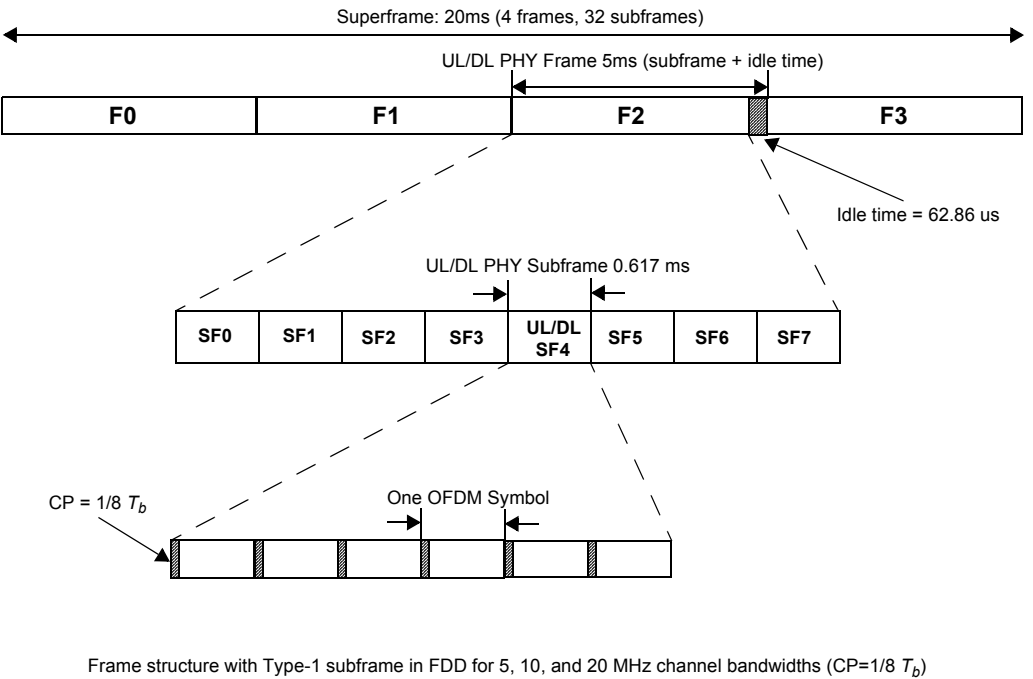 Superframe: 20ms (4 frames, 32 subframes)
UL/DL PHY Frame 5ms (subframe + idle time)
F0 F1 F2 F3
Idle time = 62.86 us
UL/DL PHY Subframe 0.617 ms
SF0 SF1 SF2 SF3 UL/DL SF4 SF5 SF6 SF7
CP = 1/8 T_b
One OFDM Symbol
Frame structure with Type-1 subframe in FDD for 5, 10, and 20 MHz channel bandwidths (CP=1/8 T_b)